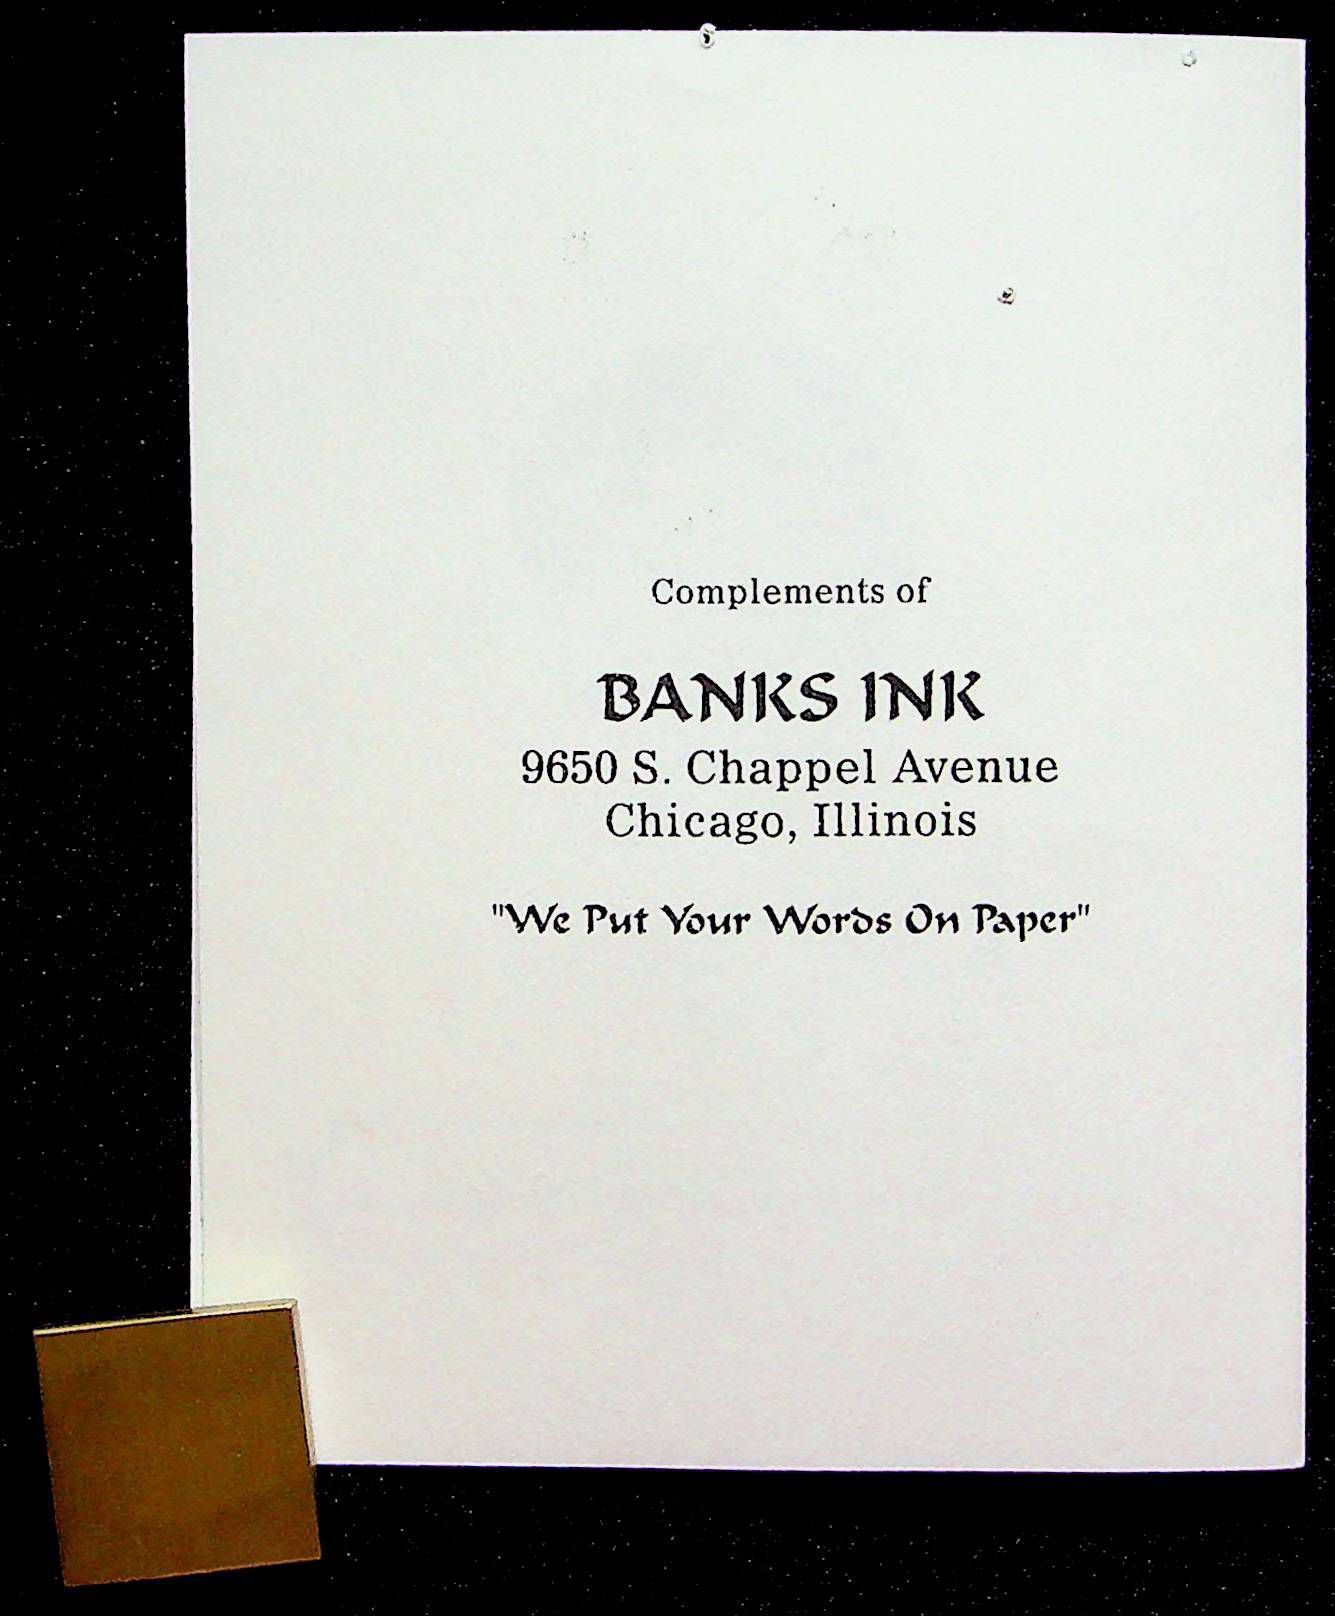 Complements of
BANKS INK
9650 S. Chappel Avenue
Chicago, Illinois
"We Put Your Words On Paper"